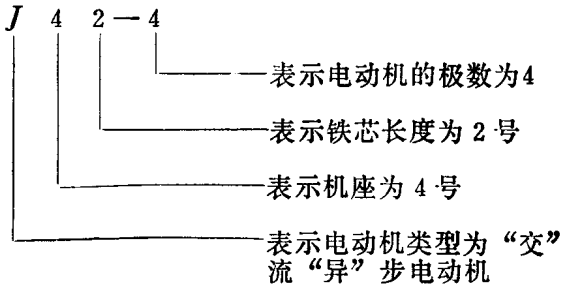 J 4 2—4
表示电动机的极数为4
表示铁芯长度为 2 号
表示机座为 4 号
表示电动机类型为“交”
流“异”步电动机